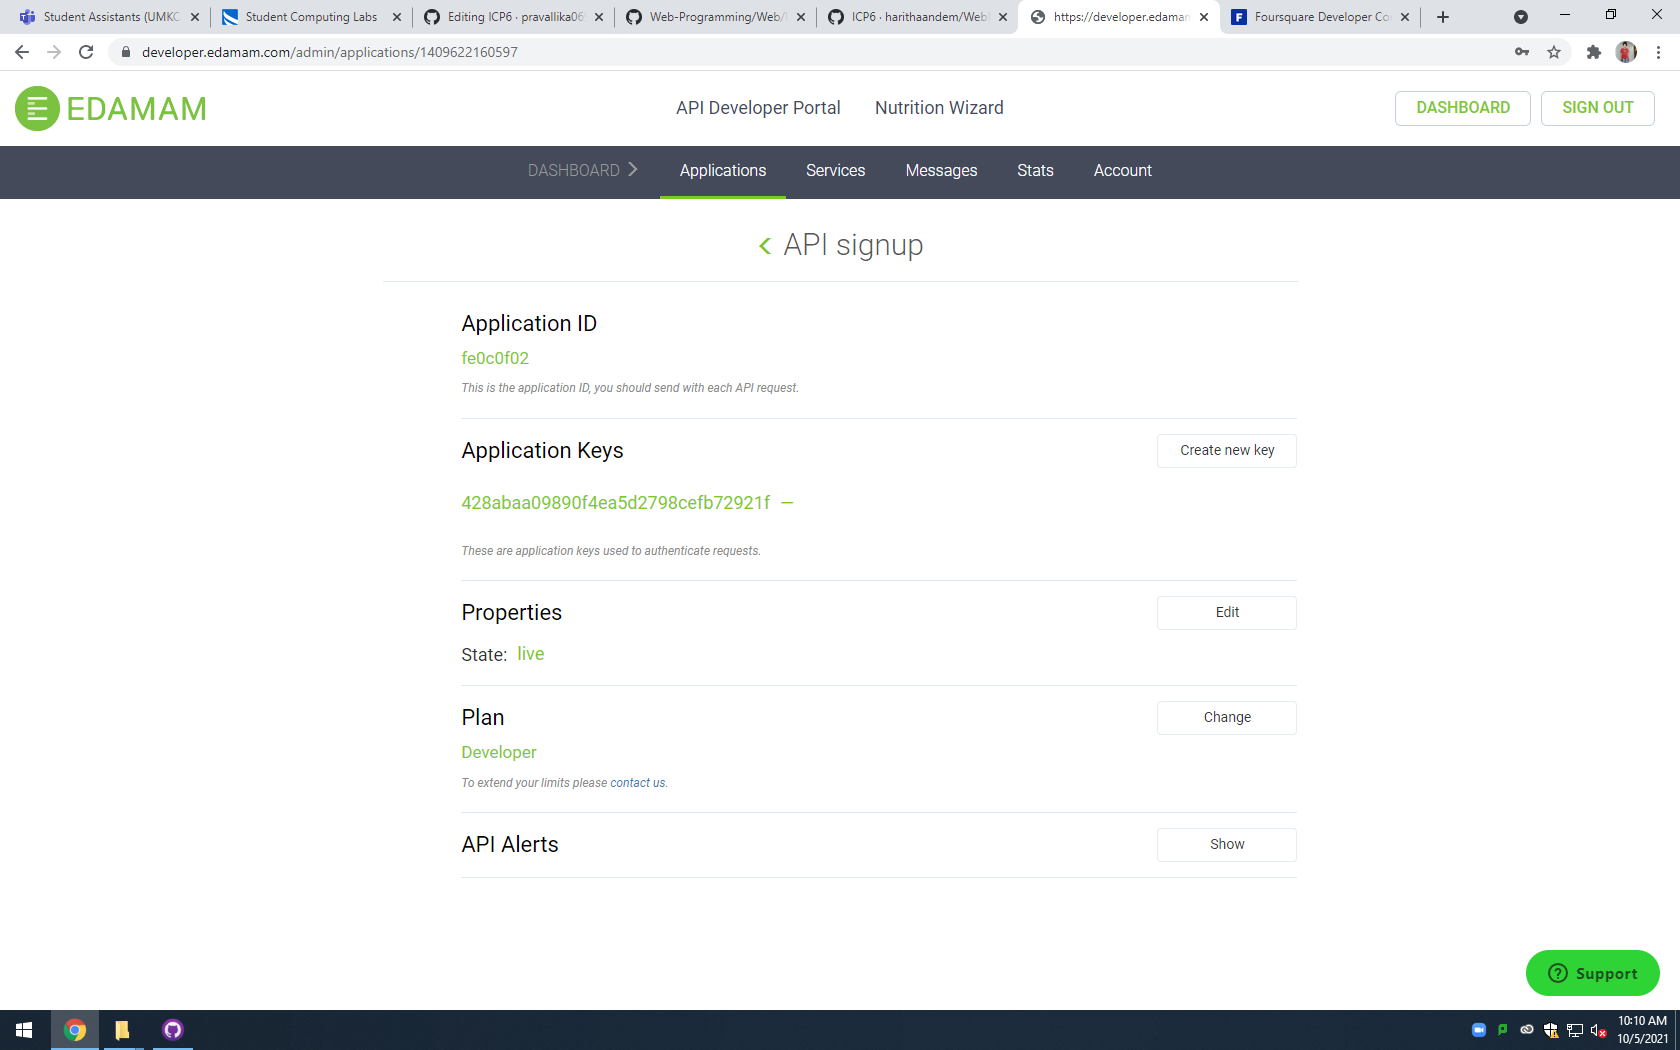 Student Assistants (UMKC
Student Computing Labs
Editing ICP6 · pravallika06
Web-Programming/Web/
ICP6 · harithaandem/Web
https://developer.edamam
Foursquare Developer Co
developer.edamam.com/admin/applications/1409622160597
EDAMAM
API Developer Portal
Nutrition Wizard
DASHBOARD
SIGN OUT
DASHBOARD
Applications
Services
Messages
Stats
Account
API signup
Application ID
fe0c0f02
This is the application ID, you should send with each API request.
Application Keys
Create new key
428abaa09890f4ea5d2798cefb72921f
These are application keys used to authenticate requests.
Properties
Edit
State: live
Plan
Change
Developer
To extend your limits please contact us.
API Alerts
Show
Support
10:10 AM
10/5/2021